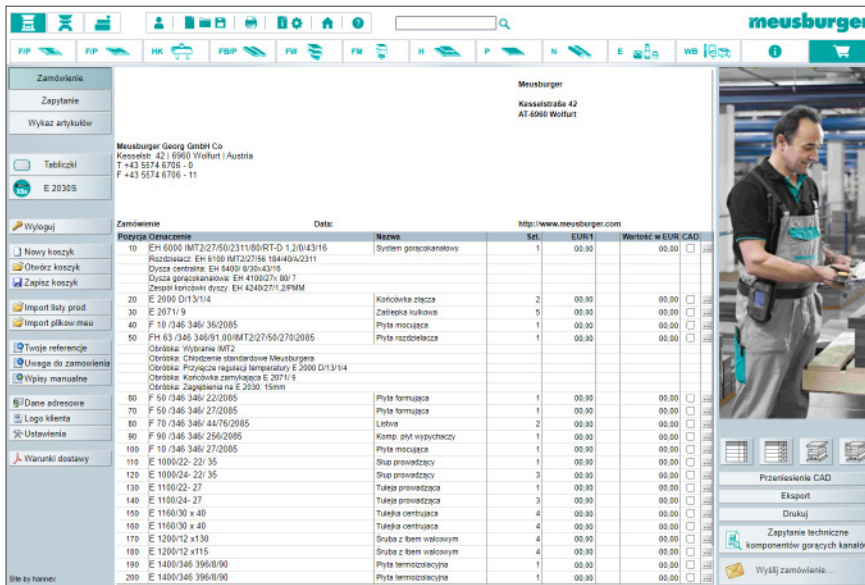 meusburger
F/P
F/P
HK
FB/P
FW
FM
H
P
N
E
WB
Zamówienie
Zapytanie
Wykaz artykułów
Tabliczki
E 2030S
Wyloguj
Nowy koszyk
Otwórz koszyk
Zapisz koszyk
Import listy prod.
Import plikow.meu
Twoje referencje
Uwaga do zamowienia
Wpisy manualne
Dane adresowe
Logo klienta
Ustawienia
Warunki dostawy
Site by hannex
Meusburger
Kesselstraße 42
AT-6960 Wolfurt
Meusburger Georg GmbH Co
Kesselstr. 42 | 6960 Wolfurt | Austria
T +43 5574 6706 - 0
F +43 5574 6706 - 11
Zamówienie Data: http://www.meusburger.com
Pozycja Oznaczenie Nazwa Szt. EUR/1 Wartość w EUR CAD
10 EH 6000 IMT2/27/50/2311/80/RT-D 1,2/0/43/16 System gorącokanałowy 1 00,00 00,00
Rozdzielacz: EH 6100 IMT2/27/56 184/40/A/2311
Dysza centralna: EH 6400/ 8/30x43/16
Dysza gorącokanałowa: EH 4100/27x 80/ 7
Zespół końcówki dyszy: EH 4240/27/1,2/PMM
20 E 2000 D/13/1/4 Końcówka złącza 2 00,00 00,00
30 E 2071/ 9 Zaślepka kulkowa 5 00,00 00,00
40 F 10 /346 346/ 36/2085 Płyta mocująca 1 00,00 00,00
50 FH 63 /346 346/91,00/IMT2/27/50/270/2085 Płyta rozdzielacza 1 00,00 00,00
Obróbka: Wybranie IMT2
Obróbka: Chłodzenie standardowe Meusburgera
Obróbka: Przyłącze regulacji temperatury E 2000 D/13/1/4
Obróbka: Końcówka zamykająca E 2071/ 9
Obróbka: Zagłębienia na E 2030: 15mm
60 F 50 /346 346/ 22/2085 Płyta formująca 1 00,00 00,00
70 F 50 /346 346/ 27/2085 Płyta formująca 1 00,00 00,00
80 F 70 /346 346/ 44/76/2085 Listwa 2 00,00 00,00
90 F 90 /346 346/ 256/2085 Komp. płyt wypychaczy 1 00,00 00,00
100 F 10 /346 346/ 27/2085 Płyta mocująca 1 00,00 00,00
110 E 1000/22- 22/ 35 Słup prowadzący 1 00,00 00,00
120 E 1000/24- 22/ 35 Słup prowadzący 3 00,00 00,00
130 E 1100/22- 27 Tuleja prowadząca 1 00,00 00,00
140 E 1100/24- 27 Tuleja prowadząca 3 00,00 00,00
150 E 1160/30 x 40 Tulejka centrujaca 4 00,00 00,00
160 E 1160/30 x 40 Tulejka centrujaca 4 00,00 00,00
170 E 1200/12 x130 Śruba z łbem walcowym 4 00,00 00,00
180 E 1200/12 x115 Śruba z łbem walcowym 4 00,00 00,00
190 E 1400/346 396/8/90 Płyta termoizolacyjna 1 00,00 00,00
200 E 1400/346 396/8/90 Płyta termoizolacyjna 1 00,00 00,00
Przeniesienie CAD
Eksport
Drukuj
Zapytanie techniczne
komponentów gorących kanałów
Wyślij zamówienie...